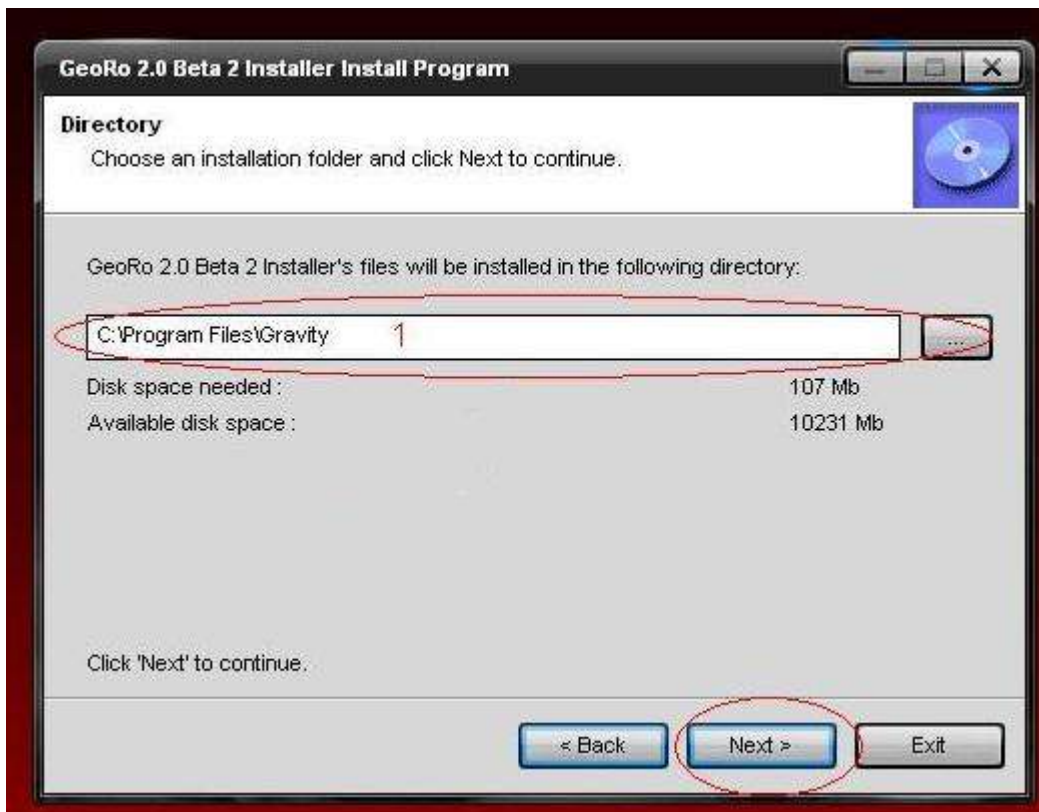 GeoRo 2.0 Beta 2 Installer Install Program
Directory
Choose an installation folder and click Next to continue.
GeoRo 2.0 Beta 2 Installer's files will be installed in the following directory:
C:\Program Files\Gravity 1 ...
Disk space needed : 107 Mb
Available disk space : 10231 Mb
Click 'Next' to continue.
< Back Next > Exit